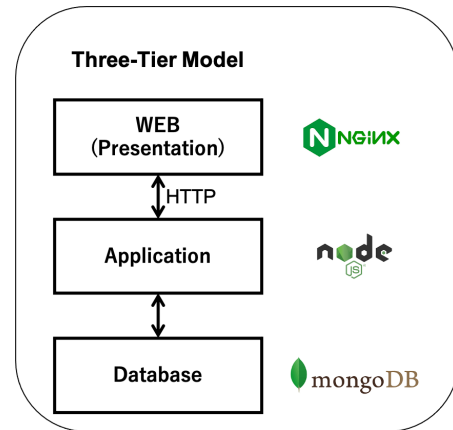 Three-Tier Model
WEB
(Presentation)
N NGINX
HTTP
Application
node
JS
Database
mongoDB